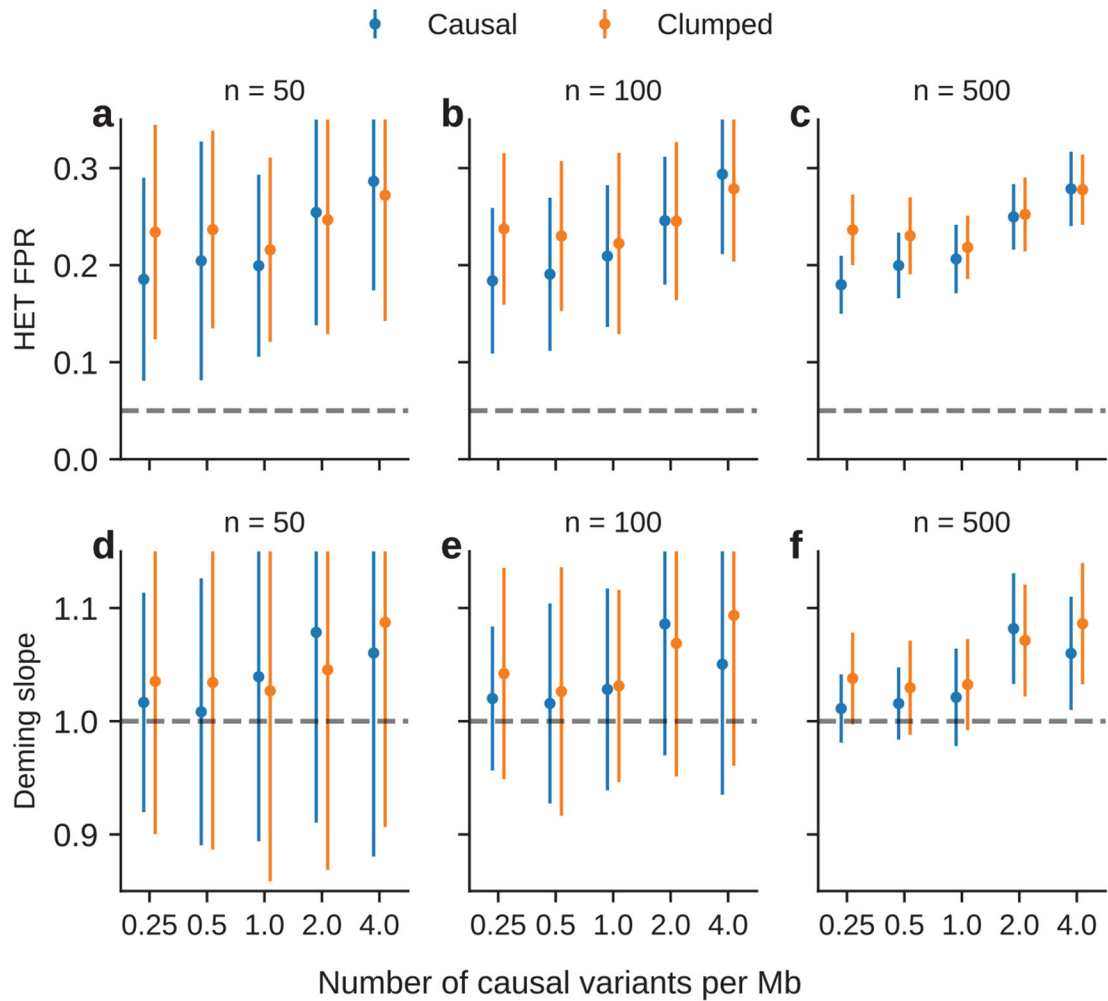 Causal Clumped
a n = 50 b n = 100 c n = 500
HET FPR
0.3
0.2
0.1
0.0
d n = 50 e n = 100 f n = 500
Deming slope
1.1
1.0
0.9
0.25 0.5 1.0 2.0 4.0 0.25 0.5 1.0 2.0 4.0 0.25 0.5 1.0 2.0 4.0
Number of causal variants per Mb